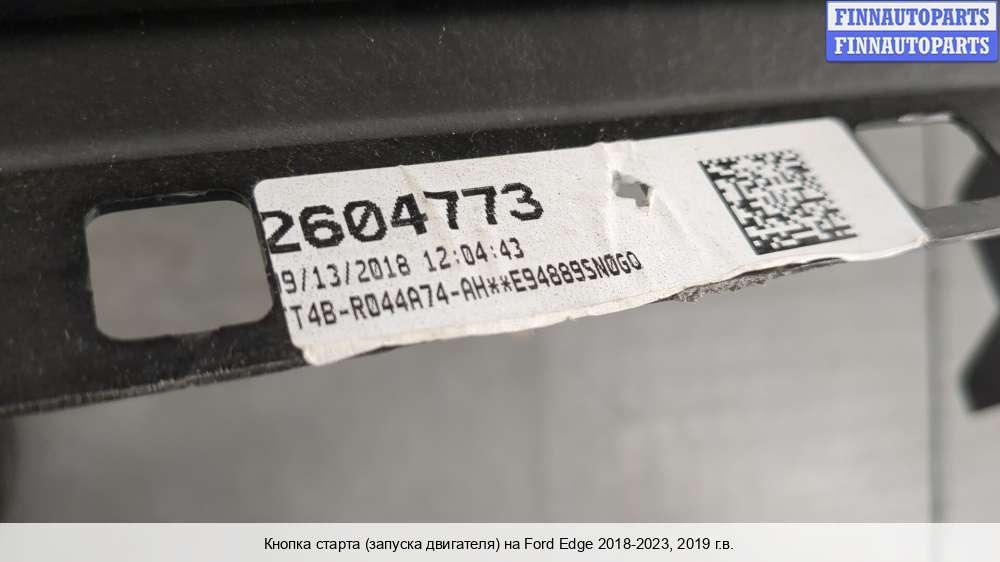 FINNAUTOPARTS
FINNAUTOPARTS
2604773
9/13/2018 12:04:43
T4B-R044A74-AH**E94889SN0GO
Кнопка старта (запуска двигателя) на Ford Edge 2018-2023, 2019 г.в.